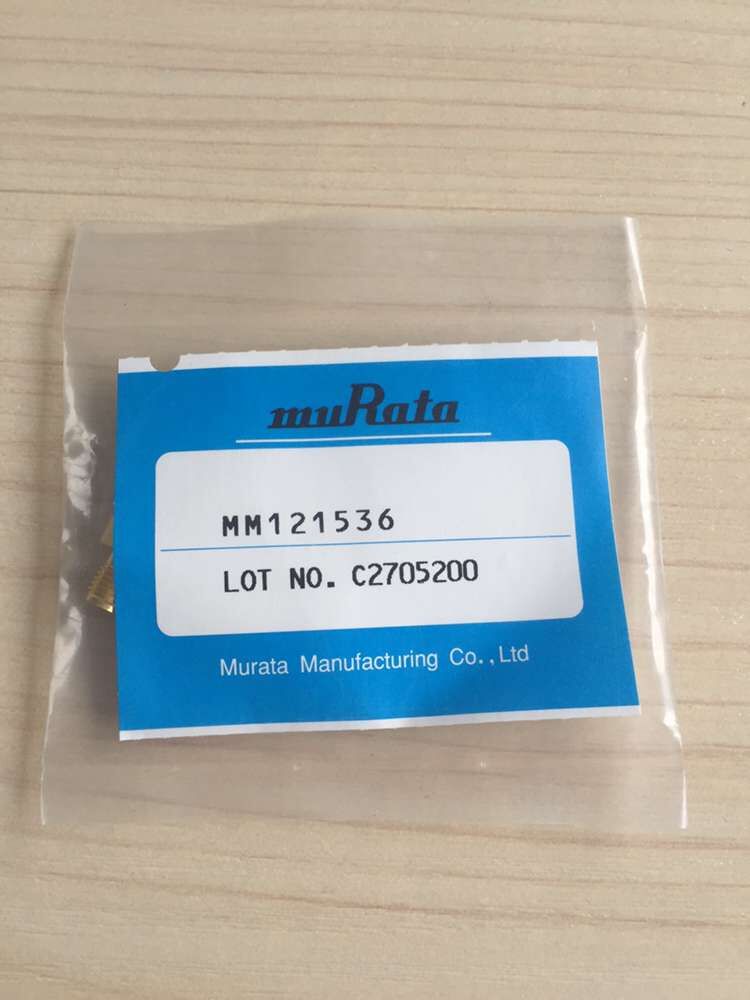 muRata
MM121536
LOT NO. C2705200
Murata Manufacturing Co., Ltd